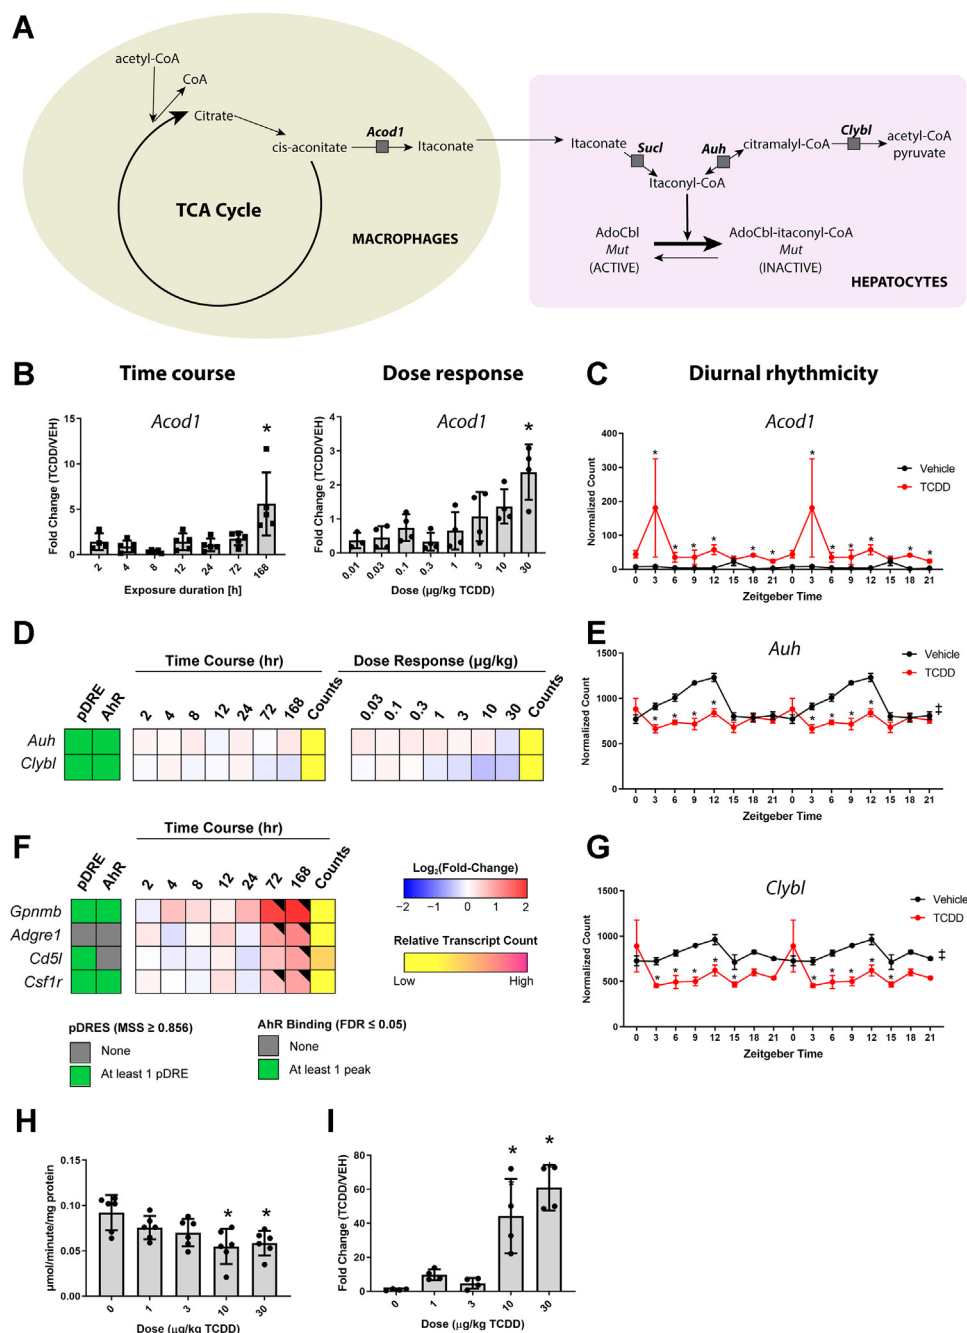 A
acetyl-CoA
CoA
Citrate
cis-aconitate
Acod1
Itaconate
TCA Cycle
MACROPHAGES
Itaconate
Sucl
Auh
citramalyl-CoA
Clybl
acetyl-CoA
pyruvate
Itaconyl-CoA
AdoCbl
Mut
(ACTIVE)
AdoCbl-itaconyl-CoA
Mut
(INACTIVE)
HEPATOCYTES
B
Time course
Acod1
Fold Change (TCDD/VEH)
15
10
5
0
*
2 4 8 12 24 72 168
Exposure duration [h]
Dose response
Acod1
Fold Change (TCDD/VEH)
4
3
2
1
0
*
0.01 0.03 0.1 0.3 1 3 10 30
Dose (µg/kg TCDD)
C
Diurnal rhythmicity
Acod1
Normalized Count
400
300
200
100
0
* * * * * * * * * * * *
Vehicle
TCDD
0 3 6 9 12 15 18 21 0 3 6 9 12 15 18 21
Zeitgeber Time
D
Time Course (hr)
Dose Response (µg/kg)
pDRE AhR
2 4 8 12 24 72 168 Counts
0.03 0.1 0.3 1 3 10 30 Counts
Auh
Clybl
E
Auh
Normalized Count
1500
1000
500
0
* * * * * * * *
Vehicle
TCDD
‡
0 3 6 9 12 15 18 21 0 3 6 9 12 15 18 21
Zeitgeber Time
F
Time Course (hr)
pDRE AhR
2 4 8 12 24 72 168 Counts
Gpnmb
Adgre1
Cd5l
Csf1r
Log₂(Fold-Change)
−2 −1 0 1 2
Relative Transcript Count
Low High
pDRES (MSS ≥ 0.856)
None
At least 1 pDRE
AhR Binding (FDR ≤ 0.05)
None
At least 1 peak
G
Clybl
Normalized Count
1500
1000
500
0
* * * * * * * * * *
Vehicle
TCDD
‡
0 3 6 9 12 15 18 21 0 3 6 9 12 15 18 21
Zeitgeber Time
H
µmol/minute/mg protein
0.15
0.10
0.05
0.00
* *
0 1 3 10 30
Dose (µg/kg TCDD)
I
Fold Change (TCDD/VEH)
80
60
40
20
0
* *
0 1 3 10 30
Dose (µg/kg TCDD)